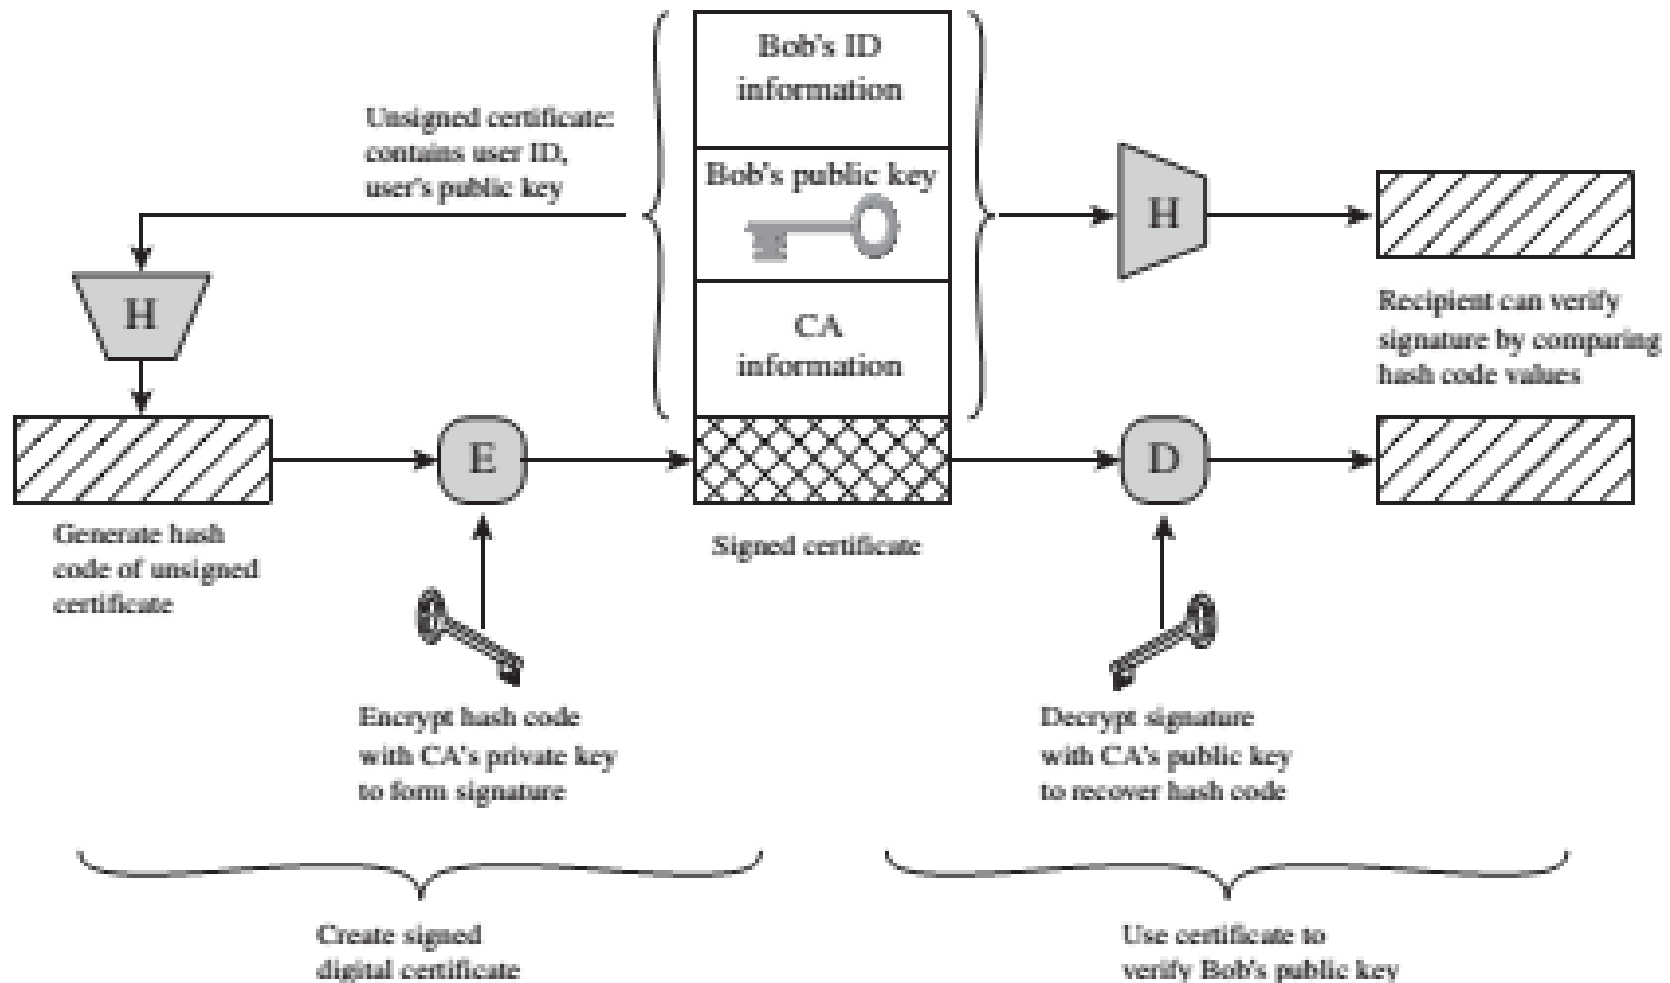 Bob's ID
information
Unsigned certificate:
contains user ID,
user's public key
Bob's public key
H
H
CA
information
Recipient can verify
signature by comparing
hash code values
E
D
Generate hash
code of unsigned
certificate
Signed certificate
Encrypt hash code
with CA's private key
to form signature
Decrypt signature
with CA's public key
to recover hash code
Create signed
digital certificate
Use certificate to
verify Bob's public key